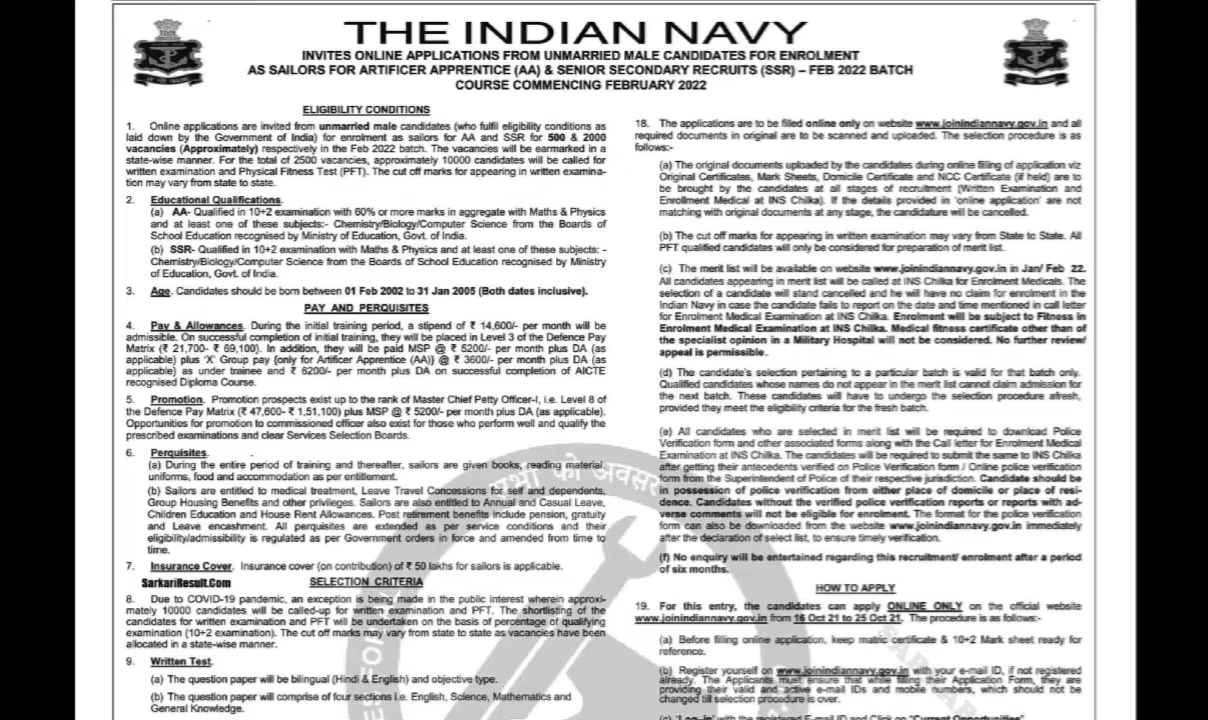 THE INDIAN NAVY
INVITES ONLINE APPLICATIONS FROM UNMARRIED MALE CANDIDATES FOR ENROLMENT
AS SAILORS FOR ARTIFICER APPRENTICE (AA) & SENIOR SECONDARY RECRUITS (SSR) – FEB 2022 BATCH
COURSE COMMENCING FEBRUARY 2022
ELIGIBILITY CONDITIONS
1. Online applications are invited from unmarried male candidates (who fulfil eligibility conditions as
laid down by the Government of India) for enrolment as sailors for AA and SSR for 500 & 2000
vacancies (Approximately) respectively in the Feb 2022 batch. The vacancies will be earmarked in a
state-wise manner. For the total of 2500 vacancies, approximately 10000 candidates will be called for
written examination and Physical Fitness Test (PFT). The cut off marks for appearing in written examina-
tion may vary from state to state.
2. Educational Qualifications.
(a) AA- Qualified in 10+2 examination with 60% or more marks in aggregate with Maths & Physics
and at least one of these subjects:- Chemistry/Biology/Computer Science from the Boards of
School Education recognised by Ministry of Education, Govt. of India.
(b) SSR- Qualified in 10+2 examination with Maths & Physics and at least one of these subjects: -
Chemistry/Biology/Computer Science from the Boards of School Education recognised by Ministry
of Education, Govt. of India.
3. Age. Candidates should be born between 01 Feb 2002 to 31 Jan 2005 (Both dates inclusive).
PAY AND PERQUISITES
4. Pay & Allowances. During the initial training period, a stipend of ₹ 14,600/- per month will be
admissible. On successful completion of initial training, they will be placed in Level 3 of the Defence Pay
Matrix (₹ 21,700- ₹ 69,100). In addition, they will be paid MSP @ ₹ 5200/- per month plus DA (as
applicable) plus 'X' Group pay {only for Artificer Apprentice (AA)} @ ₹ 3600/- per month plus DA (as
applicable) as under trainee and ₹ 6200/- per month plus DA on successful completion of AICTE
recognised Diploma Course.
5. Promotion. Promotion prospects exist up to the rank of Master Chief Petty Officer-I, i.e. Level 8 of
the Defence Pay Matrix (₹ 47,600- ₹ 1,51,100) plus MSP @ ₹ 5200/- per month plus DA (as applicable).
Opportunities for promotion to commissioned officer also exist for those who perform well and qualify the
prescribed examinations and clear Services Selection Boards.
6. Perquisites.
(a) During the entire period of training and thereafter, sailors are given books, reading material,
uniforms, food and accommodation as per entitlement.
(b) Sailors are entitled to medical treatment, Leave Travel Concessions for self and dependents,
Group Housing Benefits and other privileges. Sailors are also entitled to Annual and Casual Leave,
Children Education and House Rent Allowances. Post retirement benefits include pension, gratuity
and Leave encashment. All perquisites are extended as per service conditions and their
eligibility/admissibility is regulated as per Government orders in force and amended from time to
time.
7. Insurance Cover. Insurance cover (on contribution) of ₹ 50 lakhs for sailors is applicable.
SarkariResult.Com
SELECTION CRITERIA
8. Due to COVID-19 pandemic, an exception is being made in the public interest wherein approxi-
mately 10000 candidates will be called-up for written examination and PFT. The shortlisting of the
candidates for written examination and PFT will be undertaken on the basis of percentage of qualifying
examination (10+2 examination). The cut off marks may vary from state to state as vacancies have been
allocated in a state-wise manner.
9. Written Test.
(a) The question paper will be bilingual (Hindi & English) and objective type.
(b) The question paper will comprise of four sections i.e. English, Science, Mathematics and
General Knowledge.
18. The applications are to be filled online only on website www.joinindiannavy.gov.in and all
required documents in original are to be scanned and uploaded. The selection procedure is as
follows:-
(a) The original documents uploaded by the candidates during online filling of application viz
Original Certificates, Mark Sheets, Domicile Certificate and NCC Certificate (if held) are to
be brought by the candidates at all stages of recruitment (Written Examination and
Enrollment Medical at INS Chilka). If the details provided in 'online application' are not
matching with original documents at any stage, the candidature will be cancelled.
(b) The cut off marks for appearing in written examination may vary from State to State. All
PFT qualified candidates will only be considered for preparation of merit list.
(c) The merit list will be available on website www.joinindiannavy.gov.in in Jan/ Feb 22.
All candidates appearing in merit list will be called at INS Chilka for Enrolment Medicals. The
selection of a candidate will stand cancelled and he will have no claim for enrolment in the
Indian Navy in case the candidate fails to report on the date and time mentioned in call letter
for Enrolment Medical Examination at INS Chilka. Enrolment will be subject to Fitness in
Enrolment Medical Examination at INS Chilka. Medical fitness certificate other than of
the specialist opinion in a Military Hospital will not be considered. No further review/
appeal is permissible.
(d) The candidate's selection pertaining to a particular batch is valid for that batch only.
Qualified candidates whose names do not appear in the merit list cannot claim admission for
the next batch. These candidates will have to undergo the selection procedure afresh,
provided they meet the eligibility criteria for the fresh batch.
(e) All candidates who are selected in merit list will be required to download Police
Verification form and other associated forms along with the Call letter for Enrolment Medical
Examination at INS Chilka. The candidates will be required to submit the same to INS Chilka
after getting their antecedents verified on Police Verification form / Online police verification
form from the Superintendent of Police of their respective jurisdiction. Candidate should be
in possession of police verification from either place of domicile or place of resi-
dence. Candidates without the verified police verification reports or reports with ad-
verse comments will not be eligible for enrolment. The format for the police verification
form can also be downloaded from the website www.joinindiannavy.gov.in immediately
after the declaration of select list, to ensure timely verification.
(f) No enquiry will be entertained regarding this recruitment/ enrolment after a period
of six months.
HOW TO APPLY
19. For this entry, the candidates can apply ONLINE ONLY on the official website
www.joinindiannavy.gov.in from 16 Oct 21 to 25 Oct 21. The procedure is as follows:-
(a) Before filling online application, keep matric certificate & 10+2 Mark sheet ready for
reference.
(b) Register yourself on www.joinindiannavy.gov.in with your e-mail ID, if not registered
already. The Applicants must ensure that while filling their Application Form, they are
providing their valid and active e-mail IDs and mobile numbers, which should not be
changed till selection procedure is over.
(c) 'Log-in' with the registered E-mail ID and Click on "Current Opportunities"